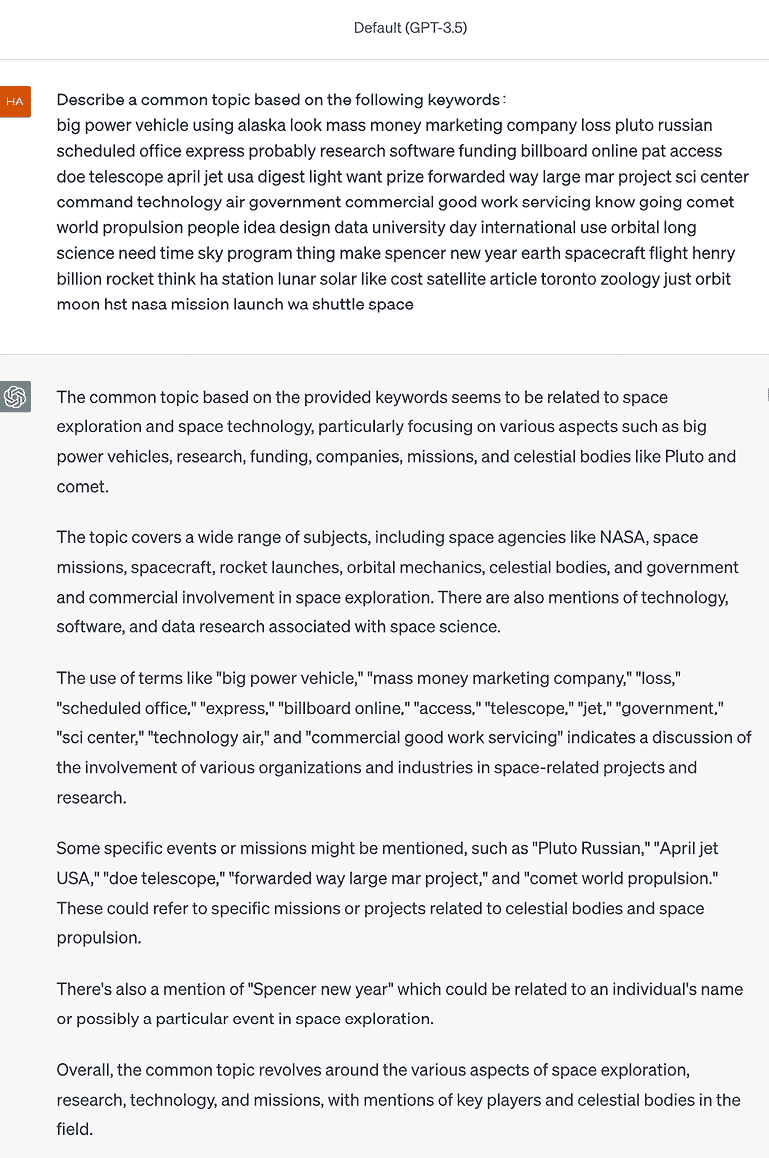 Default (GPT-3.5)
HA
Describe a common topic based on the following keywords:
big power vehicle using alaska look mass money marketing company loss pluto russian
scheduled office express probably research software funding billboard online pat access
doe telescope april jet usa digest light want prize forwarded way large mar project sci center
command technology air government commercial good work servicing know going comet
world propulsion people idea design data university day international use orbital long
science need time sky program thing make spencer new year earth spacecraft flight henry
billion rocket think ha station lunar solar like cost satellite article toronto zoology just orbit
moon hst nasa mission launch wa shuttle space
The common topic based on the provided keywords seems to be related to space
exploration and space technology, particularly focusing on various aspects such as big
power vehicles, research, funding, companies, missions, and celestial bodies like Pluto and
comet.
The topic covers a wide range of subjects, including space agencies like NASA, space
missions, spacecraft, rocket launches, orbital mechanics, celestial bodies, and government
and commercial involvement in space exploration. There are also mentions of technology,
software, and data research associated with space science.
The use of terms like "big power vehicle," "mass money marketing company," "loss,"
"scheduled office," "express," "billboard online," "access," "telescope," "jet," "government,"
"sci center," "technology air," and "commercial good work servicing" indicates a discussion of
the involvement of various organizations and industries in space-related projects and
research.
Some specific events or missions might be mentioned, such as "Pluto Russian," "April jet
USA," "doe telescope," "forwarded way large mar project," and "comet world propulsion."
These could refer to specific missions or projects related to celestial bodies and space
propulsion.
There's also a mention of "Spencer new year" which could be related to an individual's name
or possibly a particular event in space exploration.
Overall, the common topic revolves around the various aspects of space exploration,
research, technology, and missions, with mentions of key players and celestial bodies in the
field.